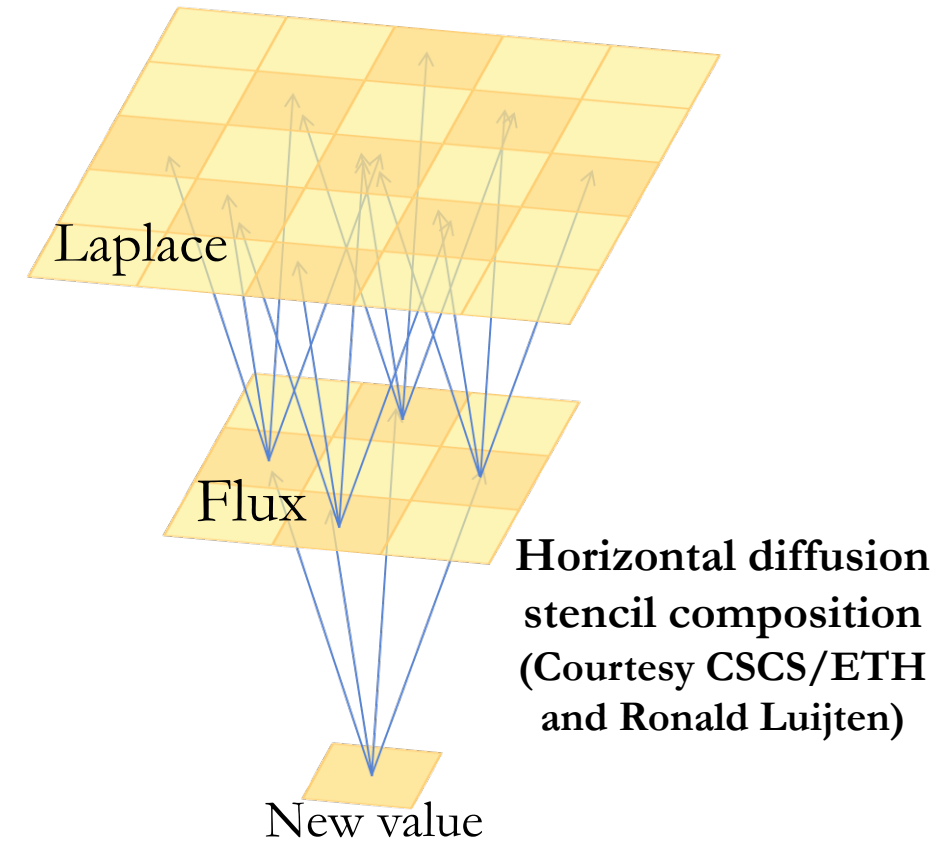 Laplace
Flux
Horizontal diffusion
stencil composition
(Courtesy CSCS/ETH
and Ronald Luijten)
New value